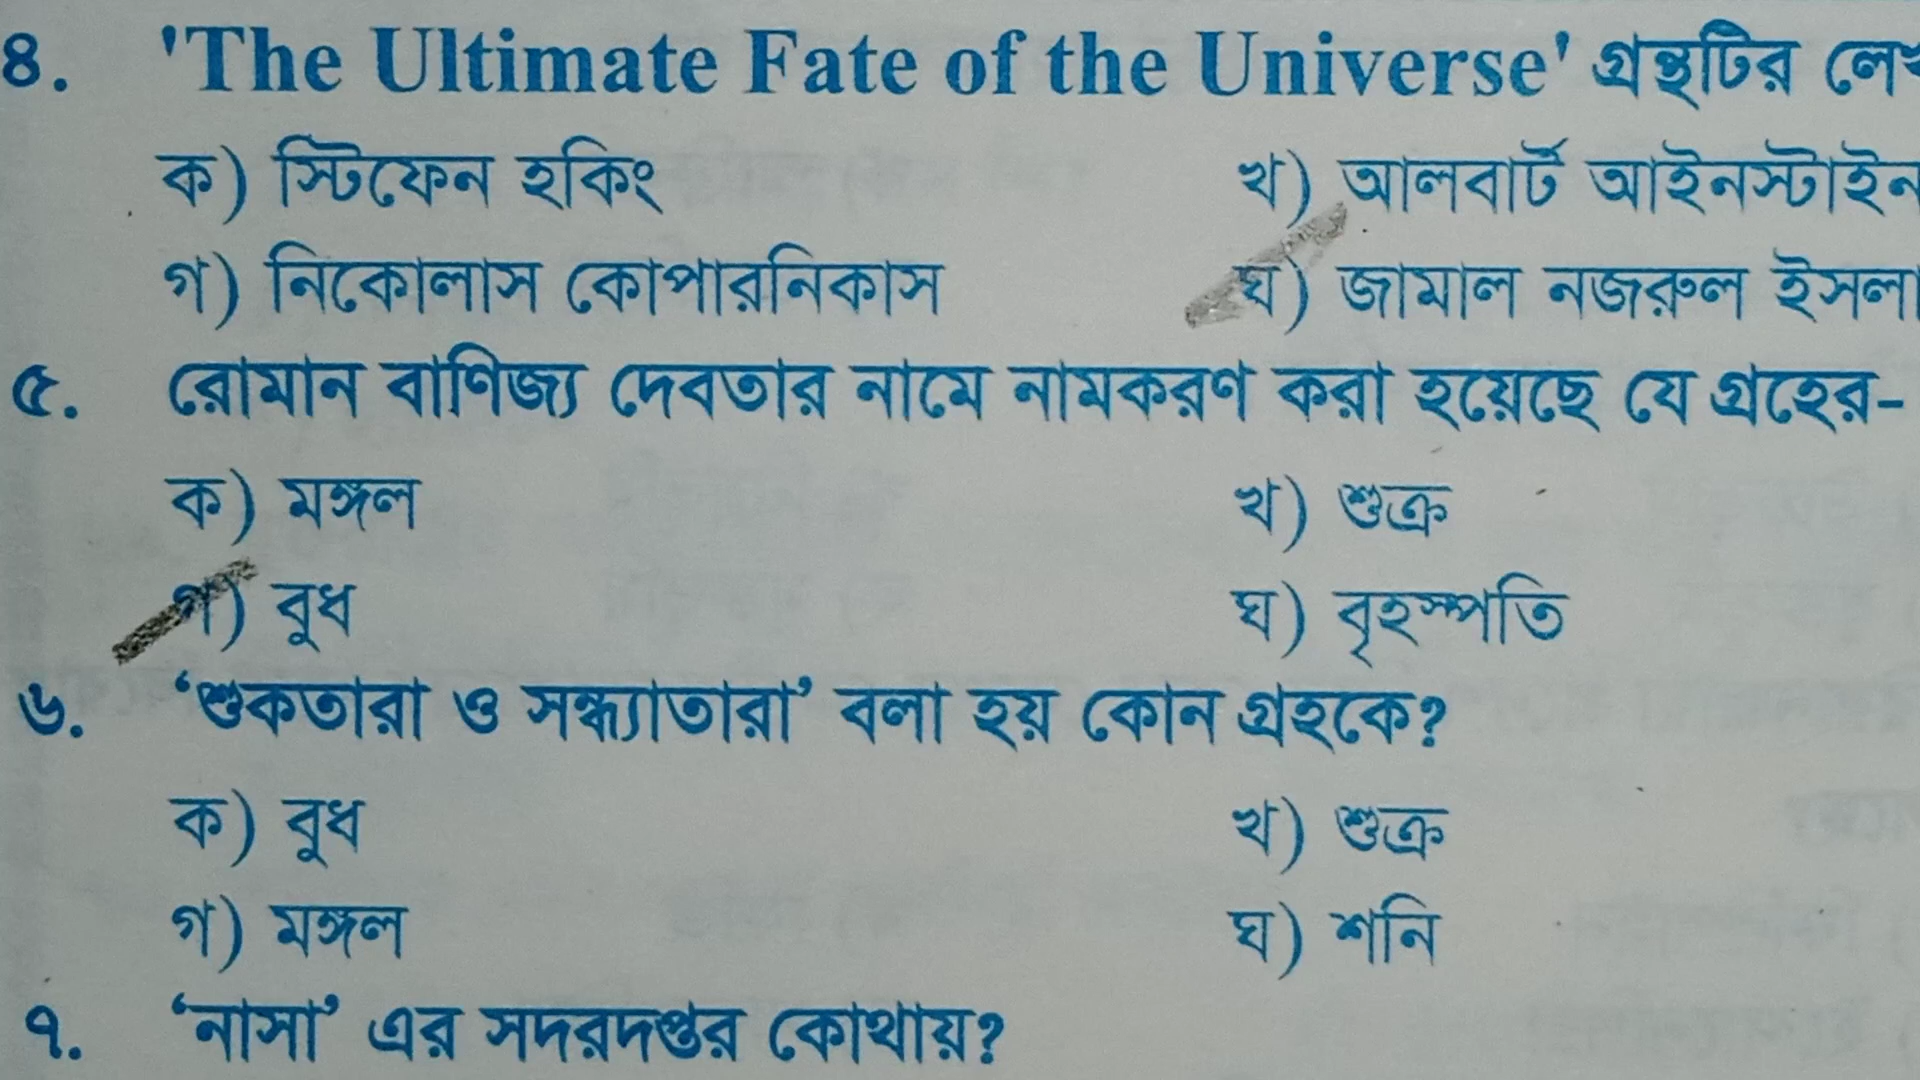 ৪. 'The Ultimate Fate of the Universe' গ্রন্থটির
ক) স্টিফেন হকিং খ) আলবার্ট আইনস্টাইন
গ) নিকোলাস কোপারনিকাস ঘ) জামাল নজরুল ইসলা
৫. রোমান বাণিজ্য দেবতার নামে নামকরণ করা হয়েছে যে গ্রহের-
ক) মঙ্গল খ) শুক্র
গ) বুধ ঘ) বৃহস্পতি
৬. ‘শুকতারা ও সন্ধ্যাতারা’ বলা হয় কোন গ্রহকে?
ক) বুধ খ) শুক্র
গ) মঙ্গল ঘ) শনি
৭. ‘নাসা’ এর সদরদপ্তর কোথায়?